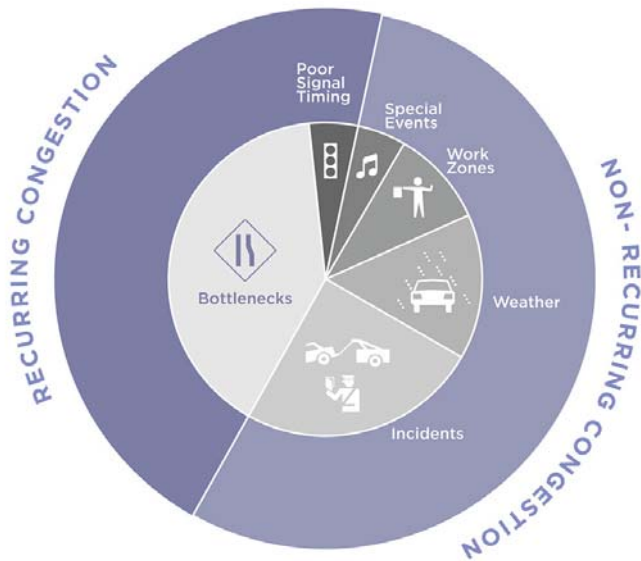 RECURRING CONGESTION
NON- RECURRING CONGESTION
Poor
Signal
Timing
Special
Events
Work
Zones
Weather
Incidents
Bottlenecks